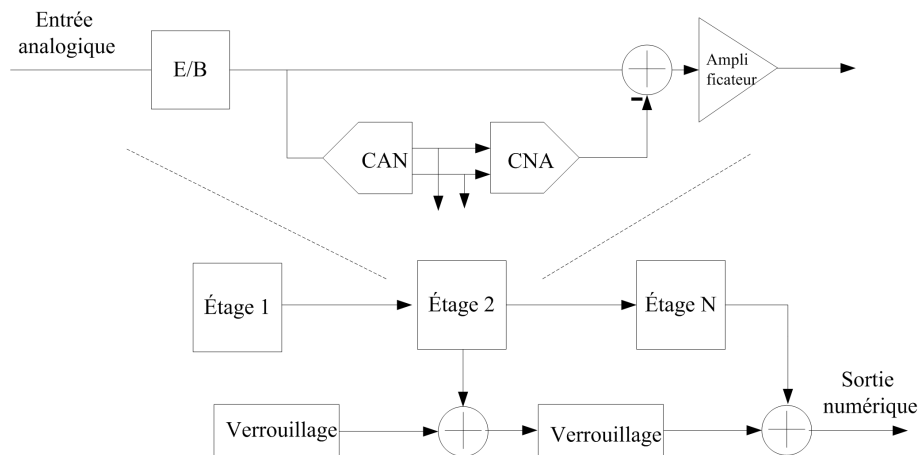 Entrée
analogique
E/B
Ampli
ficateur
CAN
CNA
Étage 1
Étage 2
Étage N
Sortie
numérique
Verrouillage
Verrouillage